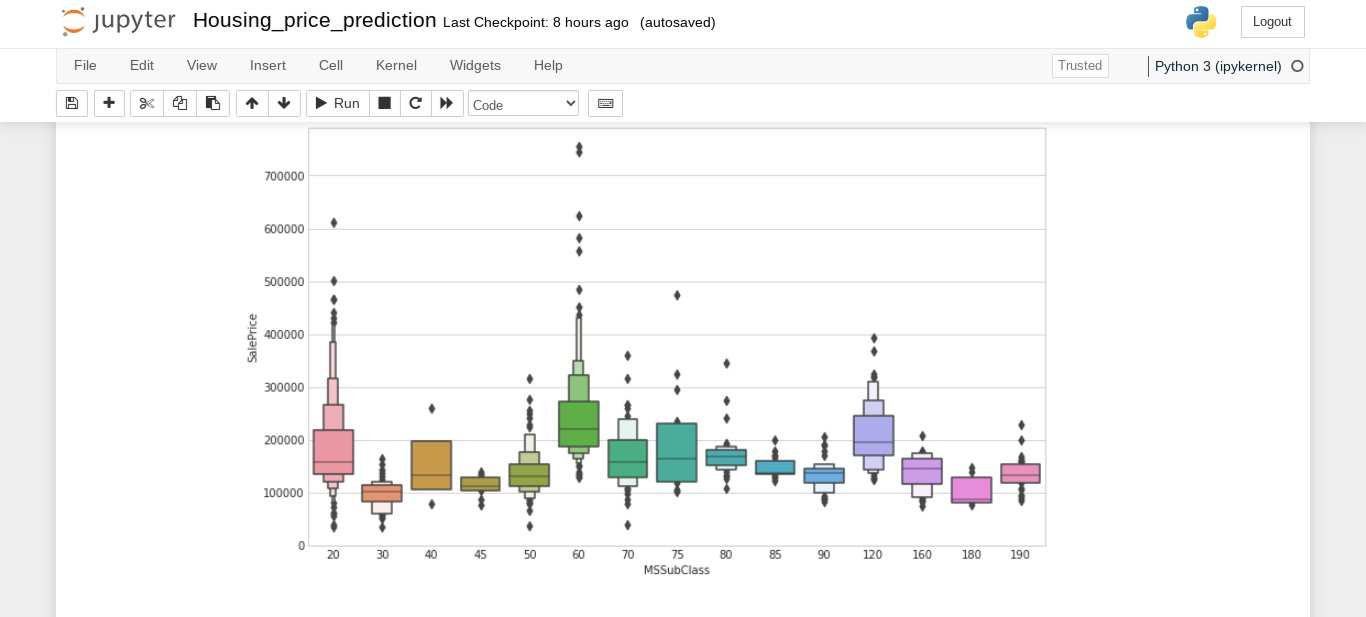 jupyter Housing_price_prediction Last Checkpoint: 8 hours ago (autosaved) Logout
File Edit View Insert Cell Kernel Widgets Help Trusted Python 3 (ipykernel)
Run Code
700000
600000
500000
400000
300000
200000
100000
0
SalePrice
20 30 40 45 50 60 70 75 80 85 90 120 160 180 190
MSSubClass